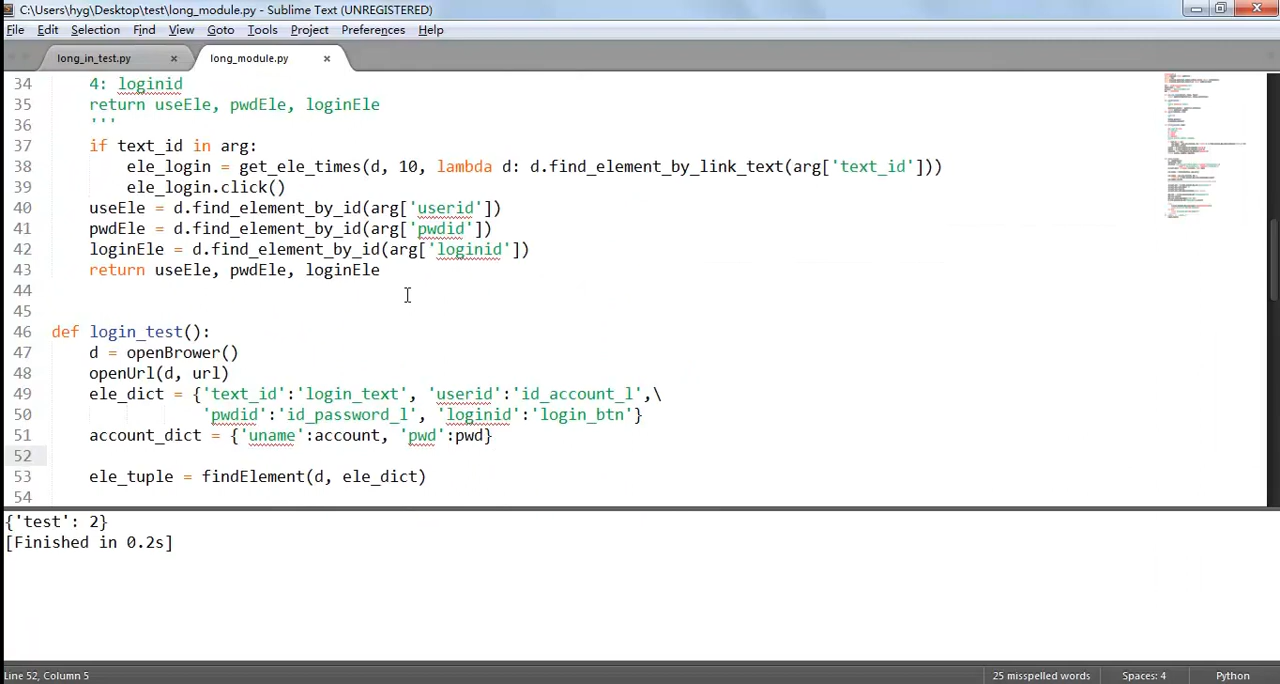 C:\Users\hyg\Desktop\test\long_module.py - Sublime Text (UNREGISTERED)
File Edit Selection Find View Goto Tools Project Preferences Help
long_in_test.py × long_module.py ×
34 4: loginid
35 return useEle, pwdEle, loginEle
36 '''
37 if text_id in arg:
38 ele_login = get_ele_times(d, 10, lambda d: d.find_element_by_link_text(arg['text_id']))
39 ele_login.click()
40 useEle = d.find_element_by_id(arg['userid'])
41 pwdEle = d.find_element_by_id(arg['pwdid'])
42 loginEle = d.find_element_by_id(arg['loginid'])
43 return useEle, pwdEle, loginEle
44
45
46 def login_test():
47 d = openBrower()
48 openUrl(d, url)
49 ele_dict = {'text_id':'login_text', 'userid':'id_account_l',\
50 'pwdid':'id_password_l', 'loginid':'login_btn'}
51 account_dict = {'uname':account, 'pwd':pwd}
52
53 ele_tuple = findElement(d, ele_dict)
54
{'test': 2}
[Finished in 0.2s]
Line 52, Column 5 25 misspelled words Spaces: 4 Python